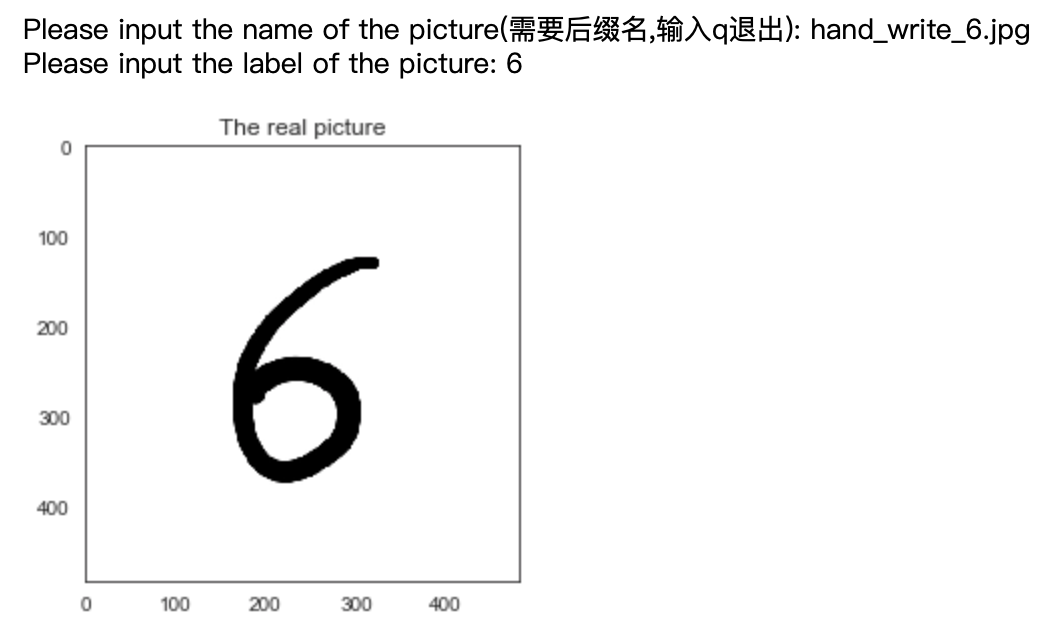 Please input the name of the picture(需要后缀名,输入q退出): hand_write_6.jpg
Please input the label of the picture: 6
The real picture
0
100
200
300
400
6
0 100 200 300 400